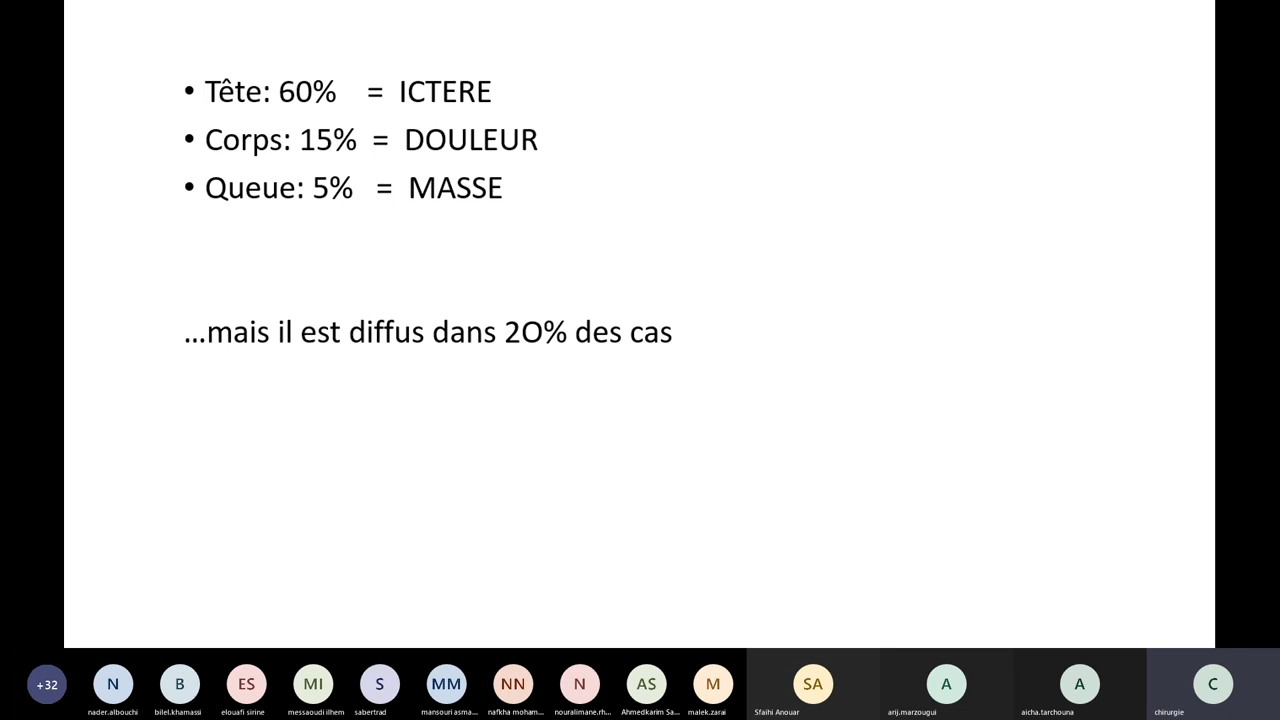 • Tête: 60% = ICTERE
• Corps: 15% = DOULEUR
• Queue: 5% = MASSE
...mais il est diffus dans 2O% des cas
+32 N B ES MI S MM NN N AS M SA A A C
nader.albouchi bilel.khamassi elouafi sirine messaoudi ilhem sabertrad mansouri asma... nafkha moham... nouralimane.rh... Ahmedkarim Sa... malek.zarai Sfaihi Anouar arij.marzougui aicha.tarchouna chirurgie